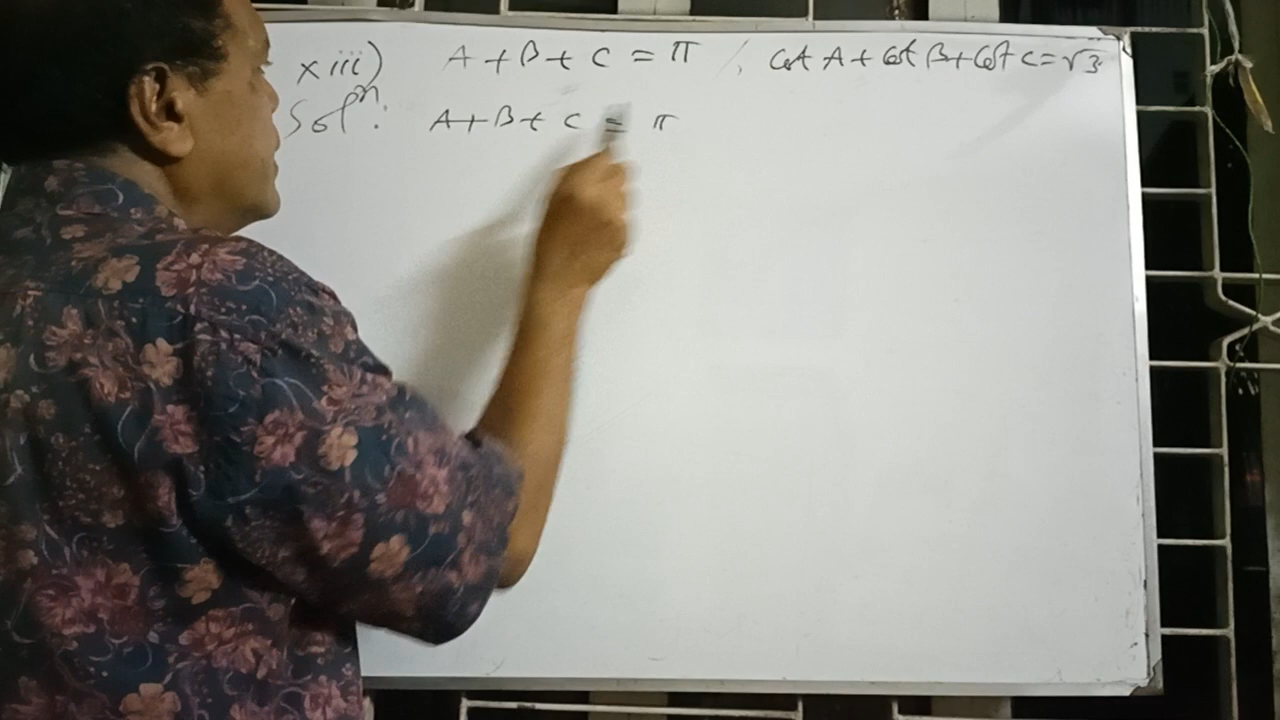 xiii) A+B+C=π, cot A+cot B+cot C=√3
Solⁿ: A+B+C=π